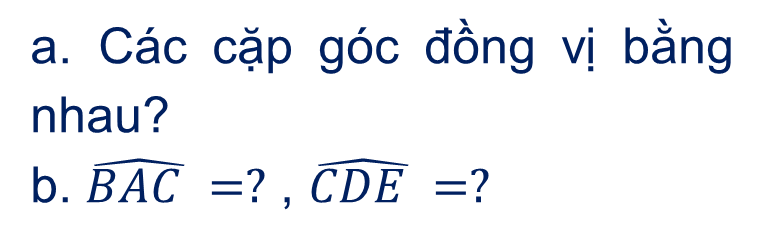 a. Các cặp góc đồng vị bằng
nhau?
b. $\widehat{BAC}$ =? , $\widehat{CDE}$ =?